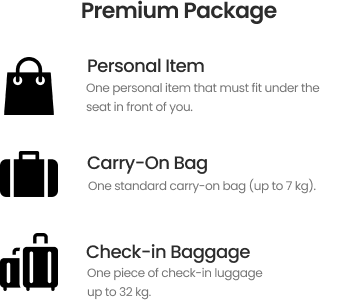 Premium Package
Personal Item
One personal item that must fit under the
seat in front of you.
Carry-On Bag
One standard carry-on bag (up to 7 kg).
Check-in Baggage
One piece of check-in luggage
up to 32 kg.